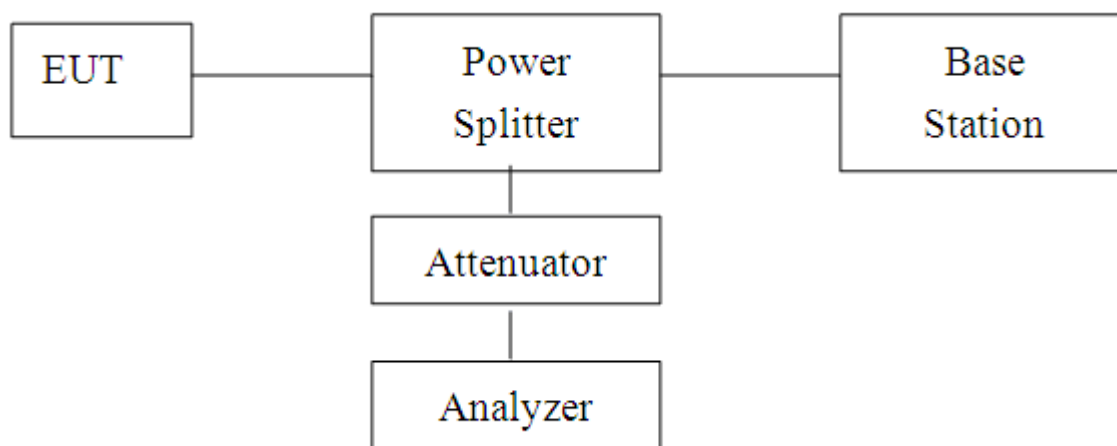 EUT
Power
Splitter
Base
Station
Attenuator
Analyzer